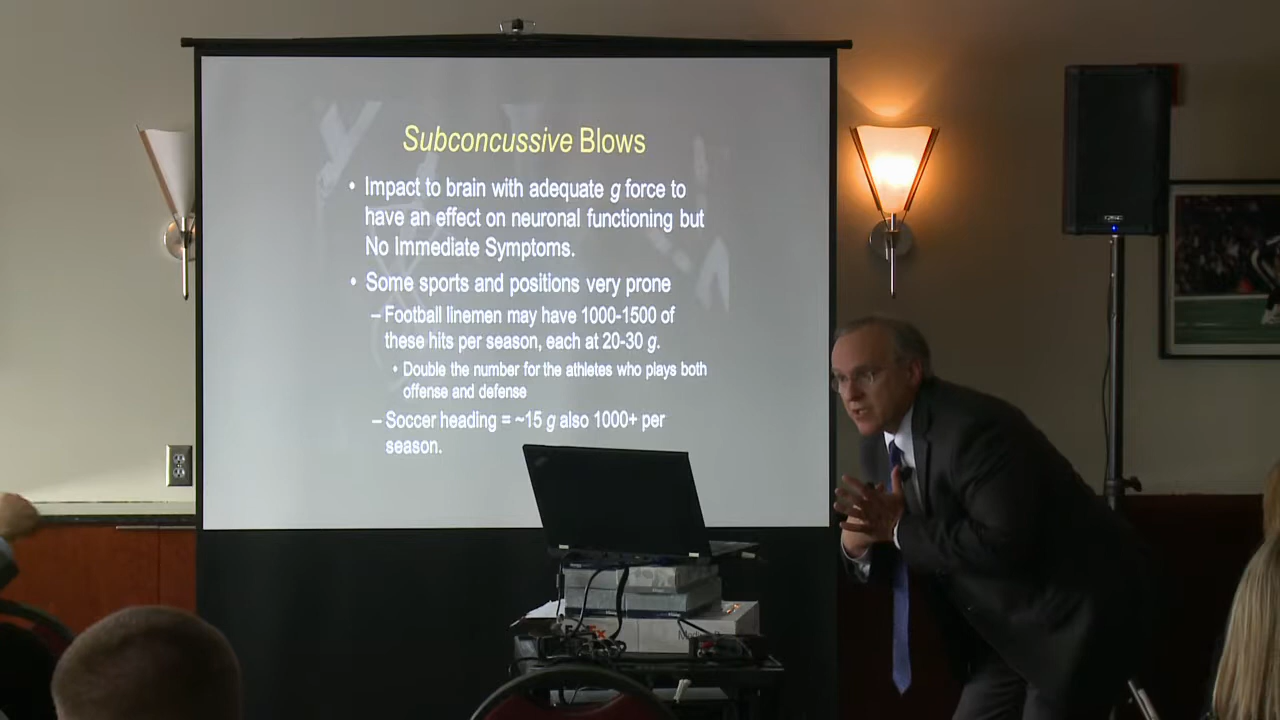 Subconcussive Blows
• Impact to brain with adequate g force to
have an effect on neuronal functioning but
No Immediate Symptoms.
• Some sports and positions very prone
– Football linemen may have 1000-1500 of
these hits per season, each at 20-30 g.
• Double the number for the athletes who plays both
offense and defense
– Soccer heading = ~15 g also 1000+ per
season.
QSC
FedEx